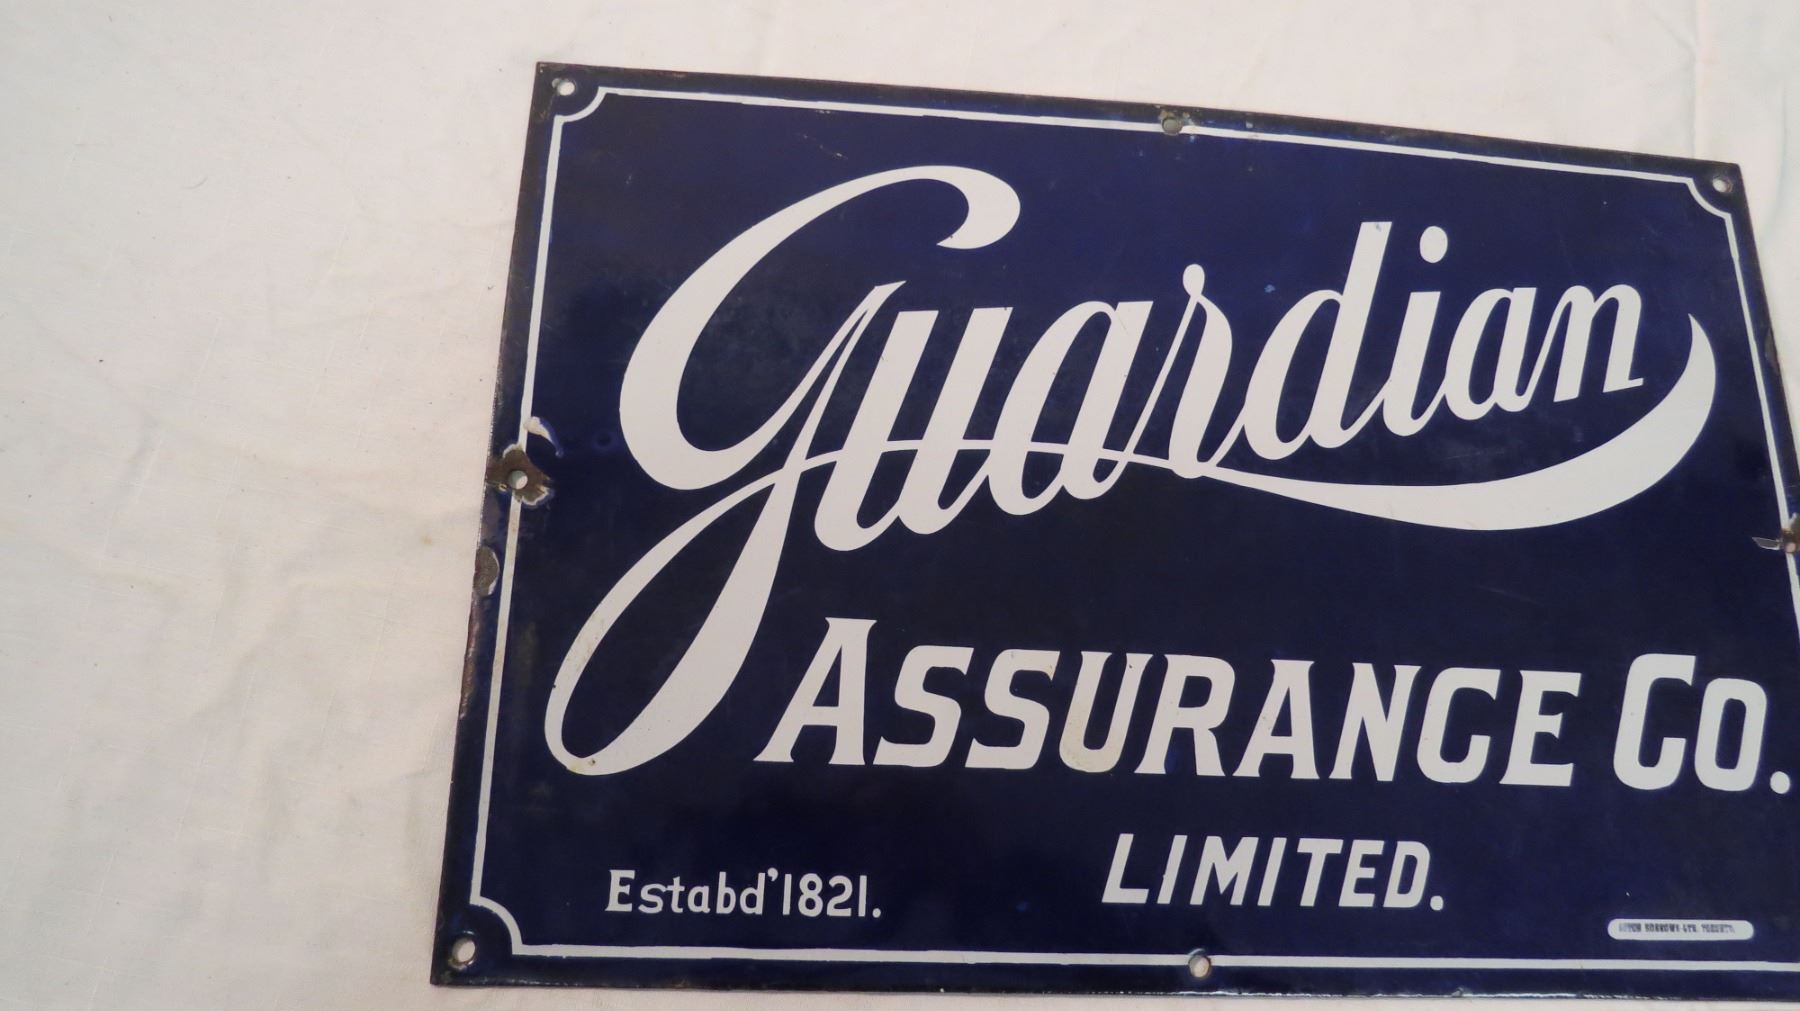 Guardian
ASSURANCE CO.
LIMITED.
Estabd'1821.